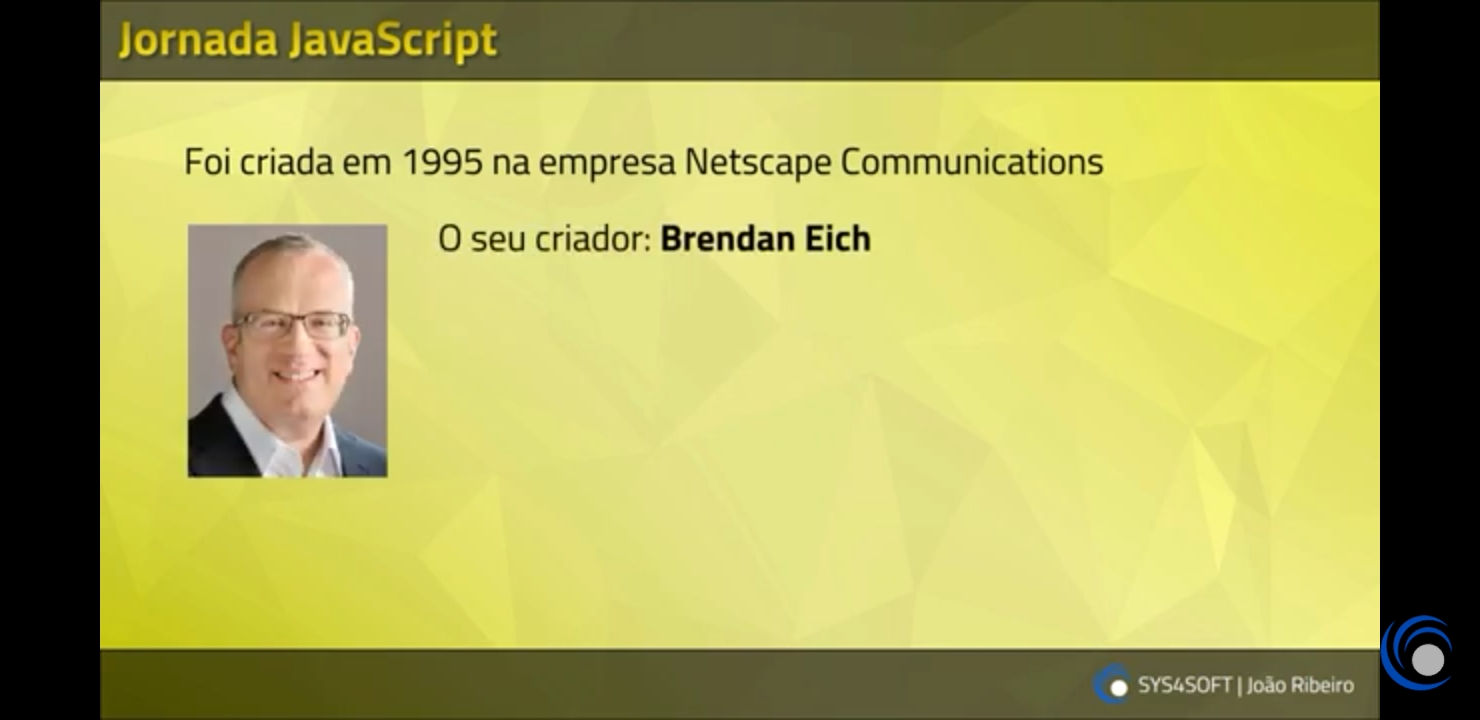 Jornada JavaScript
Foi criada em 1995 na empresa Netscape Communications
O seu criador: Brendan Eich
SYS4SOFT | João Ribeiro